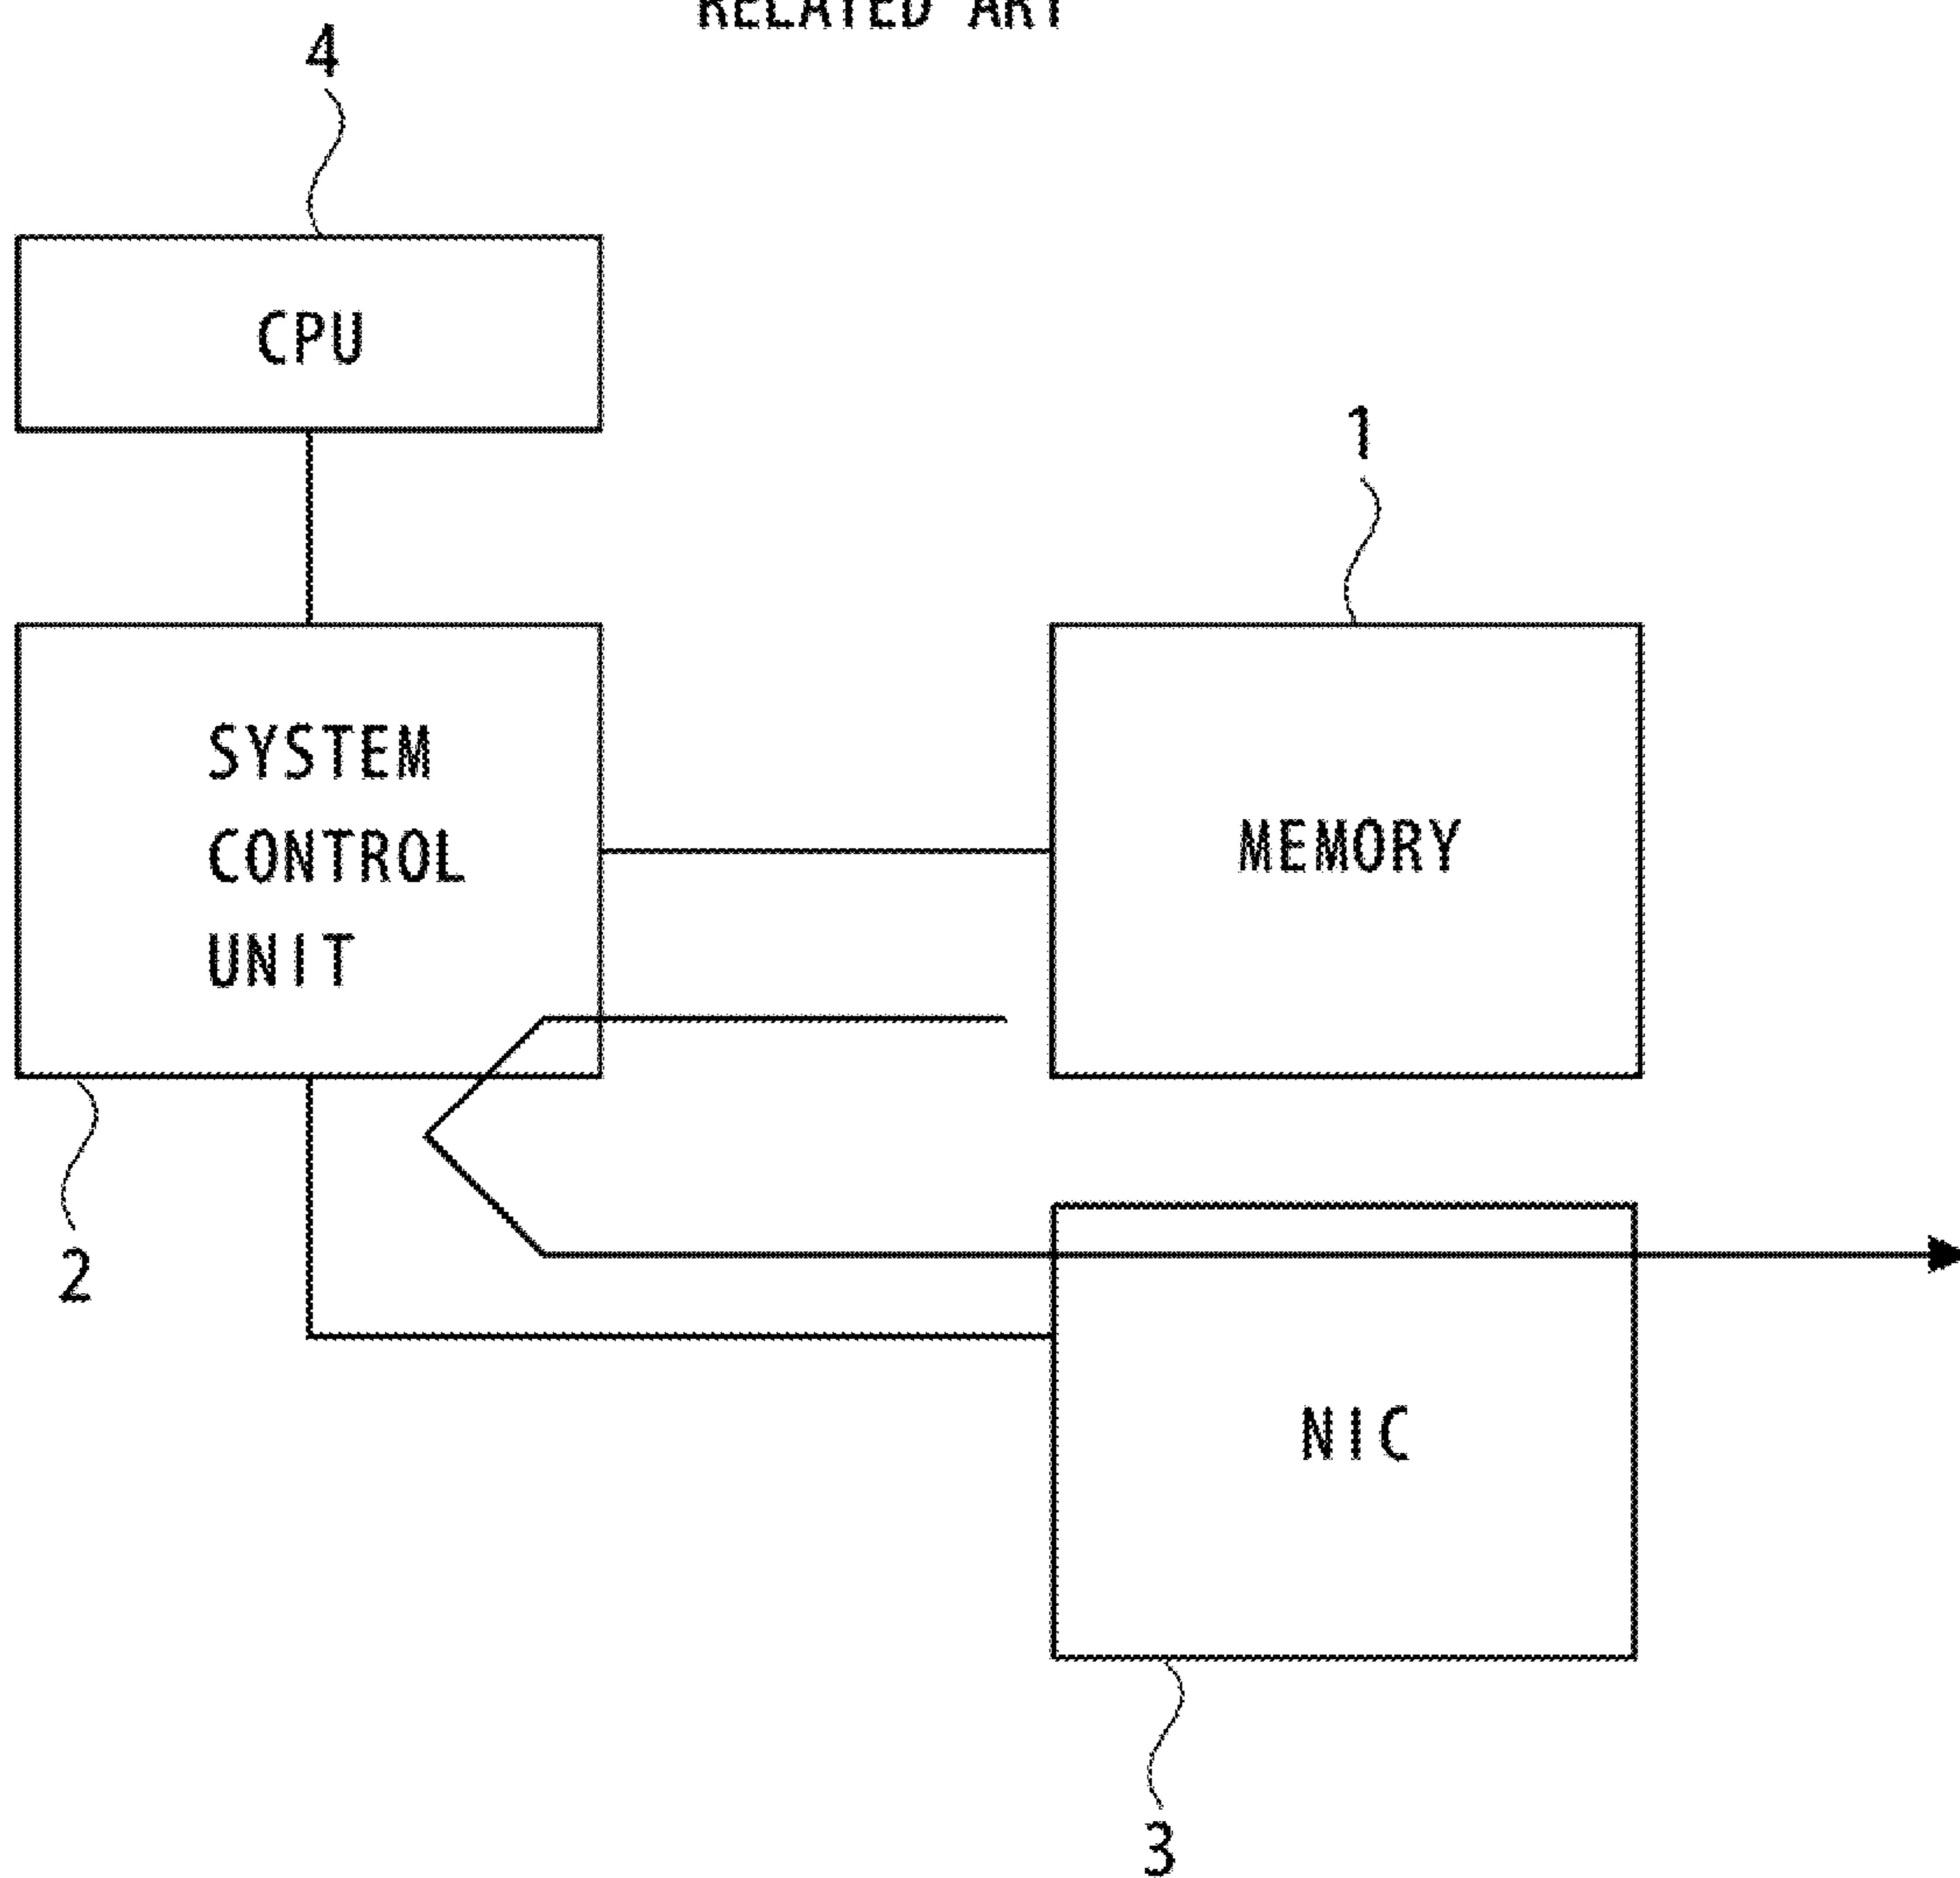 RELATED ART
4
CPU
1
SYSTEM
CONTROL
UNIT
MEMORY
2
NIC
3